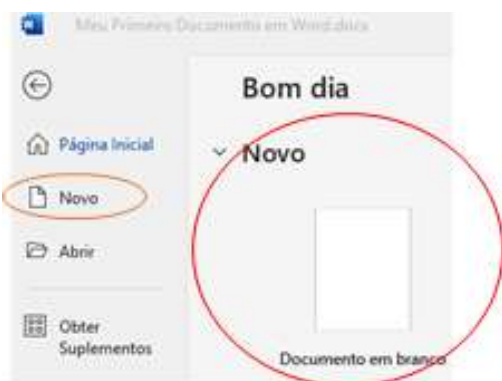 Meu Primeiro Documento em Word.docx
Bom dia
Página Inicial
Novo
Novo
Abrir
Obter
Suplementos
Documento em branco